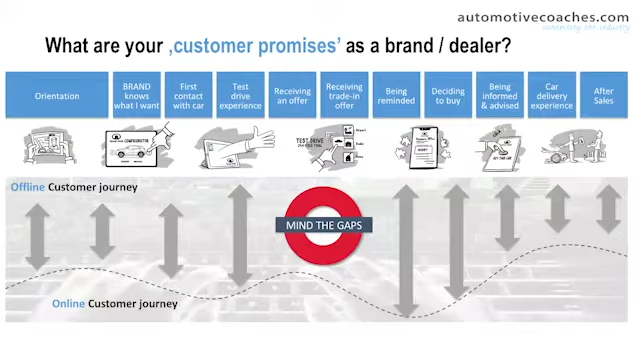 automotivecoaches.com
connecting the industry
What are your ‚customer promises’ as a brand / dealer?
Orientation
BRAND
knows
what I want
First
contact
with car
Test
drive
experience
Receiving
an offer
Receiving
trade-in
offer
Being
reminded
Deciding
to buy
Being
informed
& advised
Car
delivery
experience
After
Sales
TEST DRIVE
Offline Customer journey
MIND THE GAPS
Online Customer journey